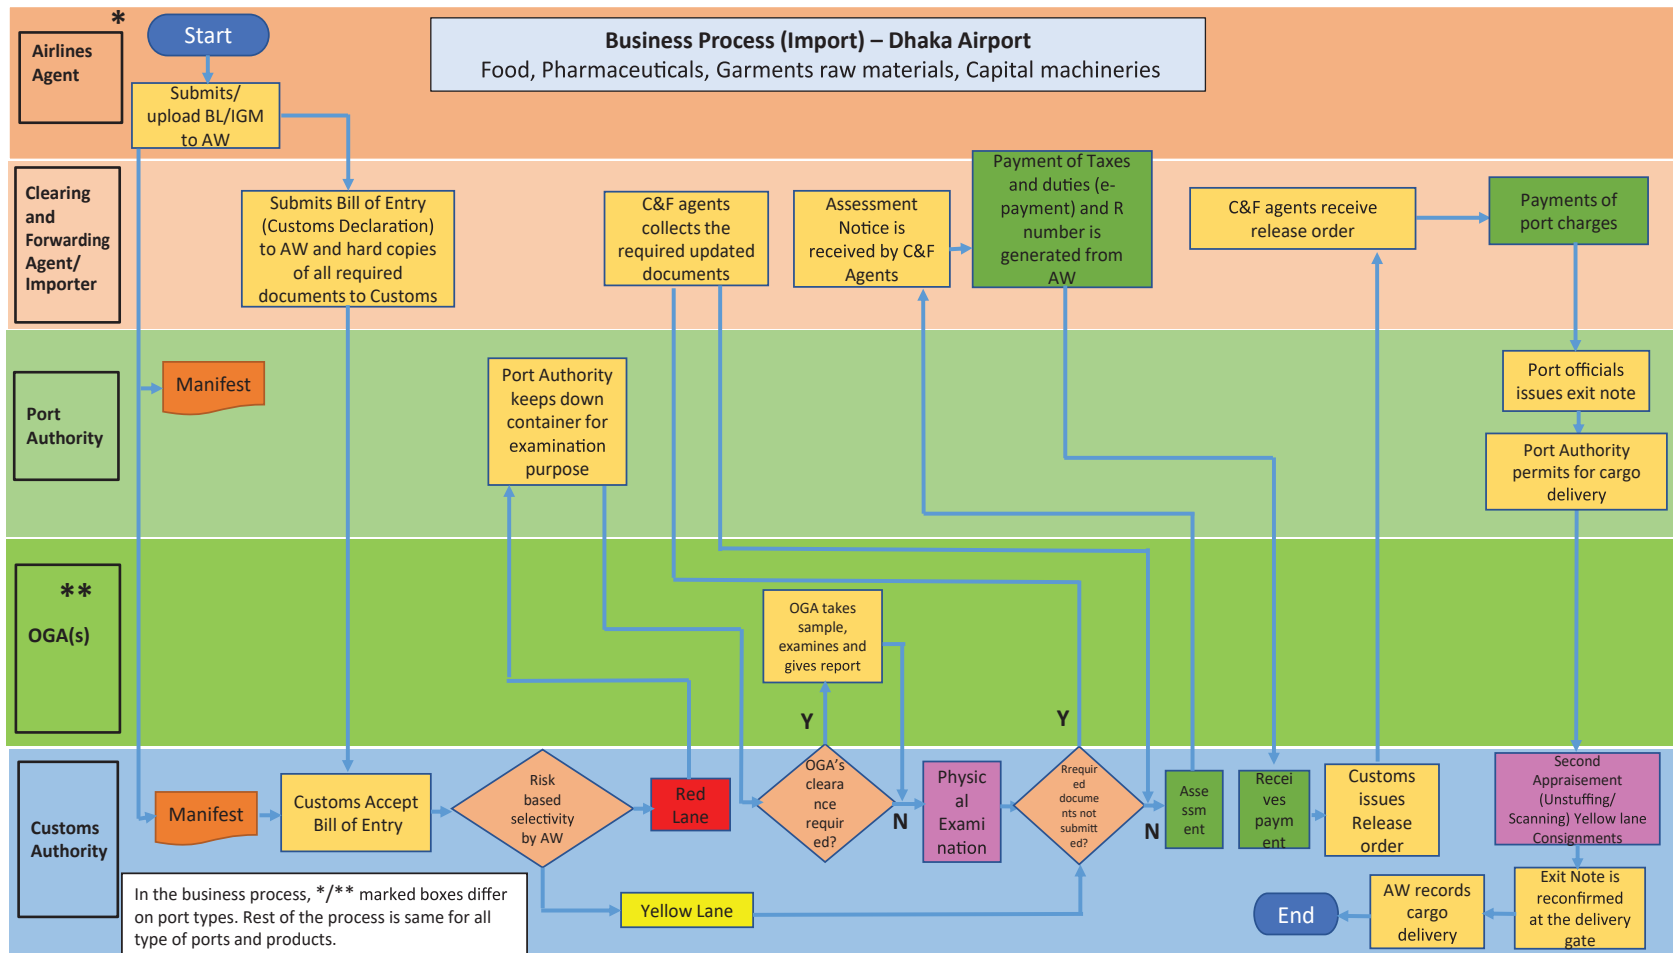 *
Airlines
Agent
Start
Business Process (Import) – Dhaka Airport
Food, Pharmaceuticals, Garments raw materials, Capital machineries
Submits/
upload BL/IGM
to AW
Clearing
and
Forwarding
Agent/
Importer
Submits Bill of Entry
(Customs Declaration)
to AW and hard copies
of all required
documents to Customs
C&F agents
collects the
required updated
documents
Assessment
Notice is
received by C&F
Agents
Payment of Taxes
and duties (e-
payment) and R
number is
generated from
AW
C&F agents receive
release order
Payments of
port charges
Port
Authority
Manifest
Port Authority
keeps down
container for
examination
purpose
Port officials
issues exit note
Port Authority
permits for cargo
delivery
**
OGA(s)
OGA takes
sample,
examines and
gives report
Y
Y
Customs
Authority
Manifest
Customs Accept
Bill of Entry
Risk
based
selectivity
by AW
Red
Lane
OGA's
cleara
nce
requir
ed?
N
Physic
al
Exami
nation
Rrequir
ed
docume
nts not
submitt
ed?
N
Asse
ssm
ent
Recei
ves
paym
ent
Customs
issues
Release
order
Second
Appraisement
(Unstuffing/
Scanning) Yellow lane
Consignments
In the business process, */** marked boxes differ
on port types. Rest of the process is same for all
type of ports and products.
Yellow Lane
End
AW records
cargo
delivery
Exit Note is
reconfirmed
at the delivery
gate